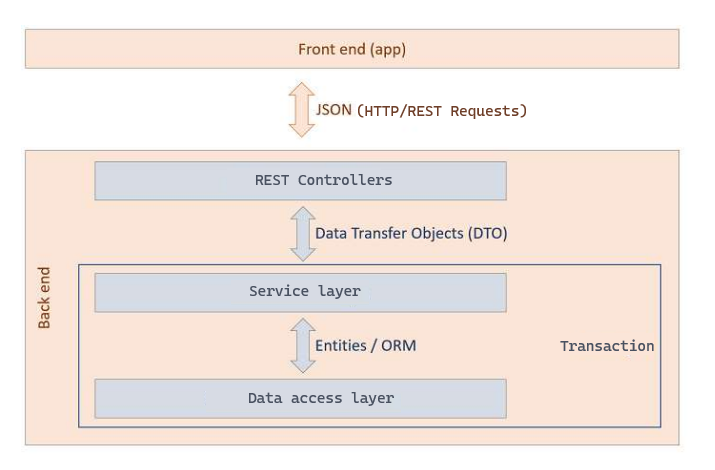 Front end (app)
JSON (HTTP/REST Requests)
REST Controllers
Data Transfer Objects (DTO)
Back end
Service layer
Entities / ORM
Transaction
Data access layer